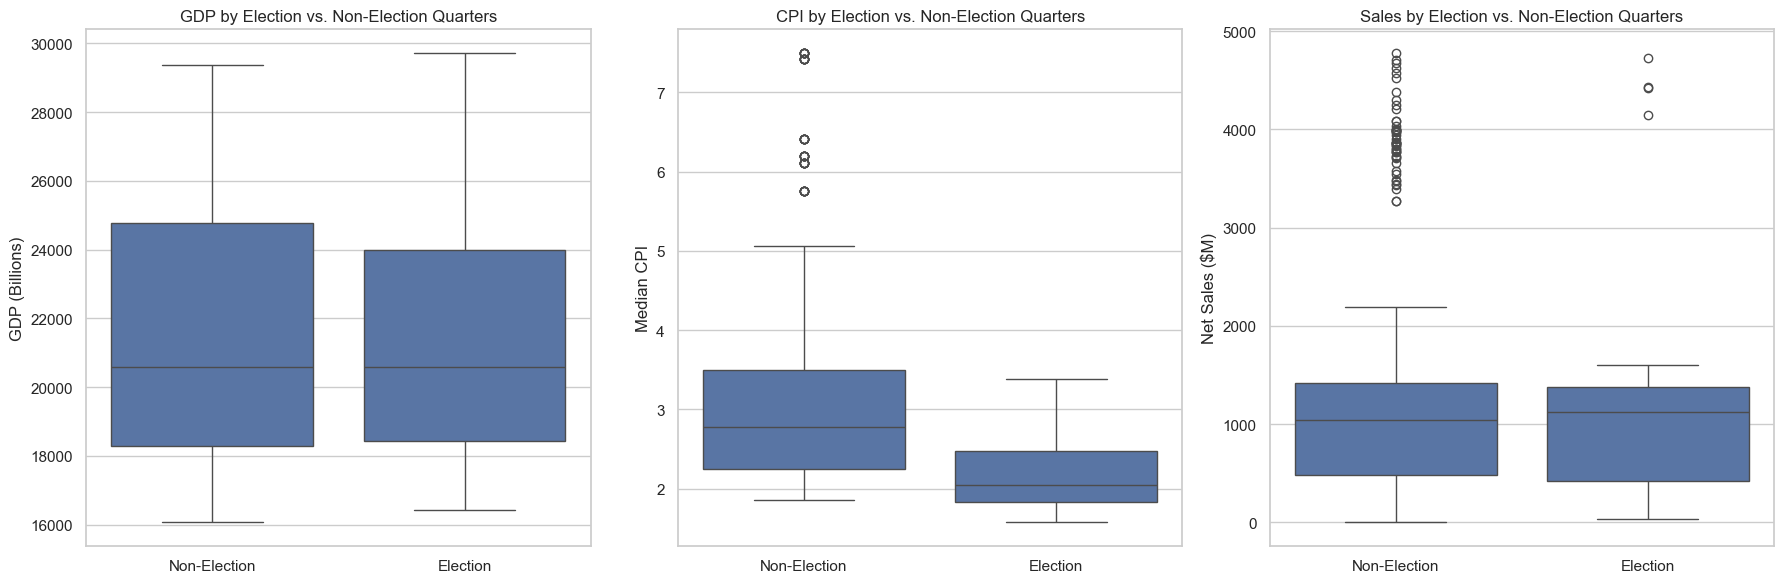 GDP by Election vs. Non-Election Quarters
GDP (Billions)
30000
28000
26000
24000
22000
20000
18000
16000
Non-Election
Election
CPI by Election vs. Non-Election Quarters
Median CPI
7
6
5
4
3
2
Non-Election
Election
Sales by Election vs. Non-Election Quarters
Net Sales ($M)
5000
4000
3000
2000
1000
0
Non-Election
Election